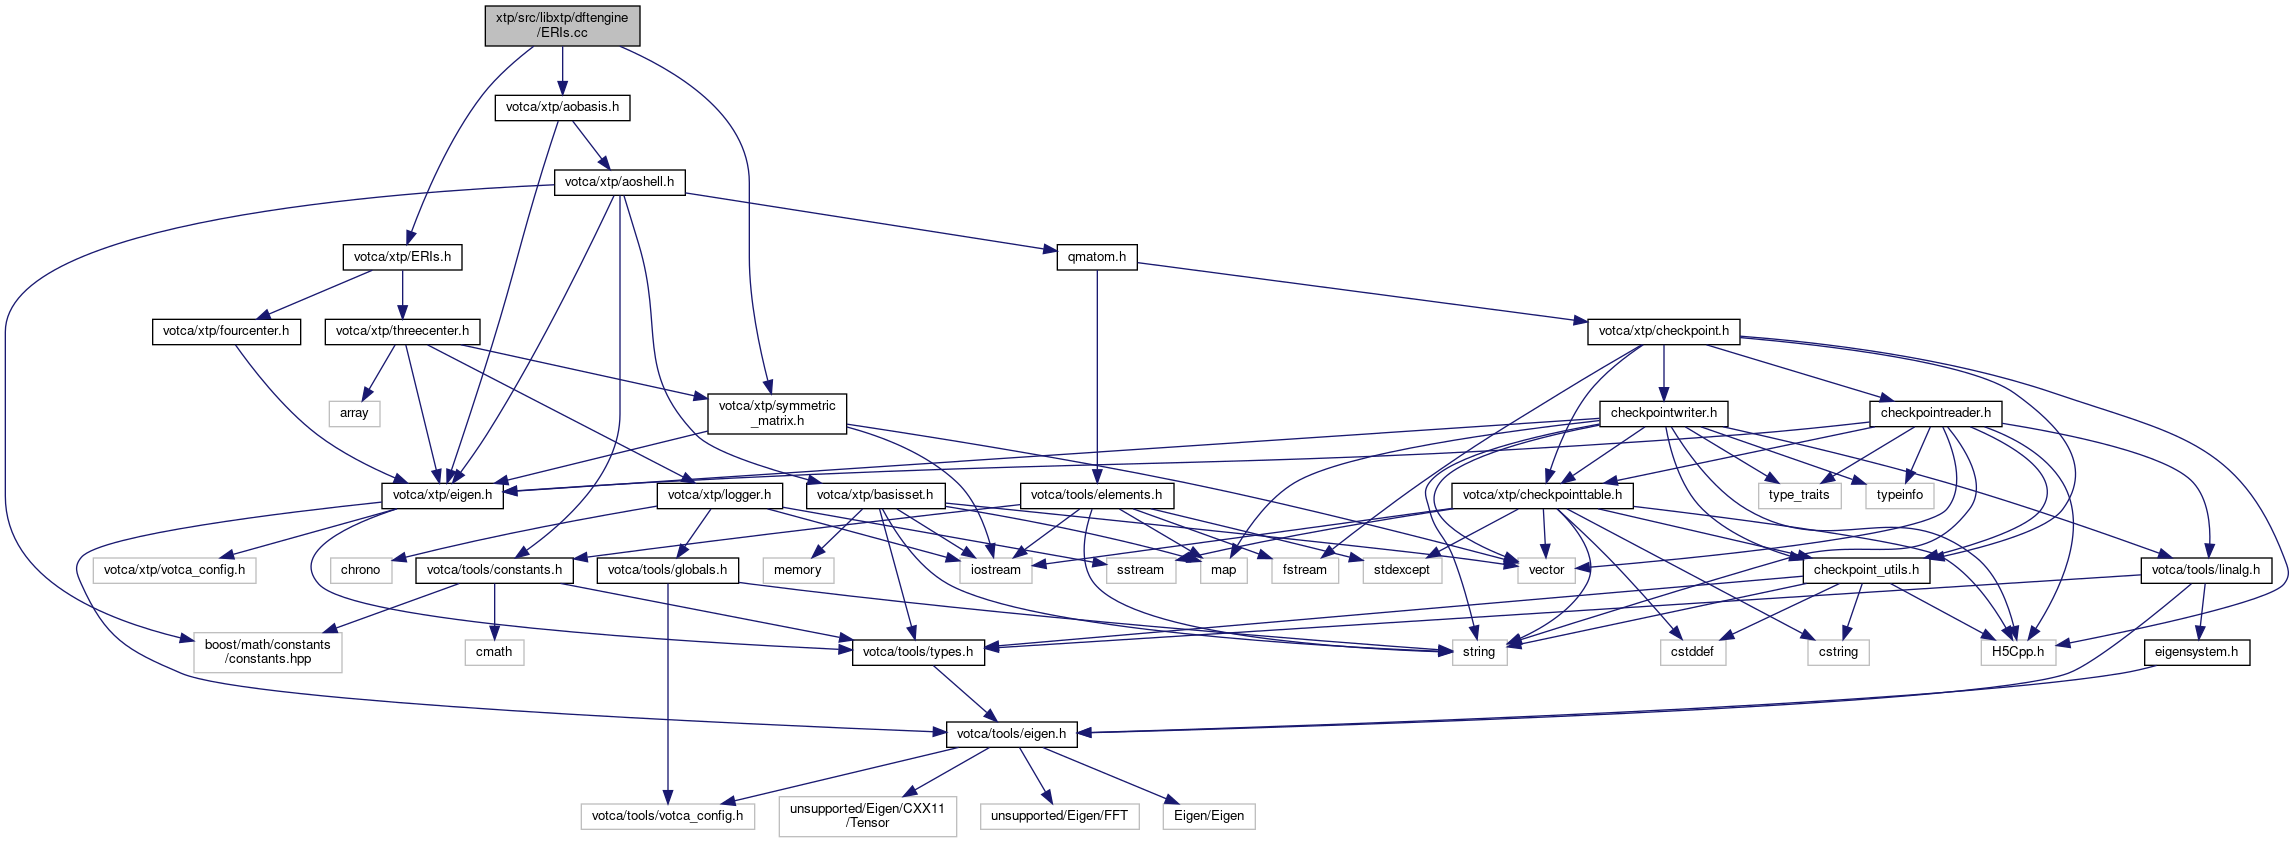 xtp/src/libxtp/dftengine
/ERIs.cc
votca/xtp/aobasis.h
votca/xtp/aoshell.h
votca/xtp/ERIs.h
qmatom.h
votca/xtp/fourcenter.h
votca/xtp/threecenter.h
votca/xtp/checkpoint.h
array
votca/xtp/symmetric
_matrix.h
checkpointwriter.h
checkpointreader.h
votca/xtp/eigen.h
votca/xtp/logger.h
votca/xtp/basisset.h
votca/tools/elements.h
votca/xtp/checkpointtable.h
type_traits
typeinfo
votca/xtp/votca_config.h
chrono
votca/tools/constants.h
votca/tools/globals.h
memory
iostream
sstream
map
fstream
stdexcept
vector
checkpoint_utils.h
votca/tools/linalg.h
boost/math/constants
/constants.hpp
cmath
votca/tools/types.h
string
cstddef
cstring
H5Cpp.h
eigensystem.h
votca/tools/eigen.h
votca/tools/votca_config.h
unsupported/Eigen/CXX11
/Tensor
unsupported/Eigen/FFT
Eigen/Eigen